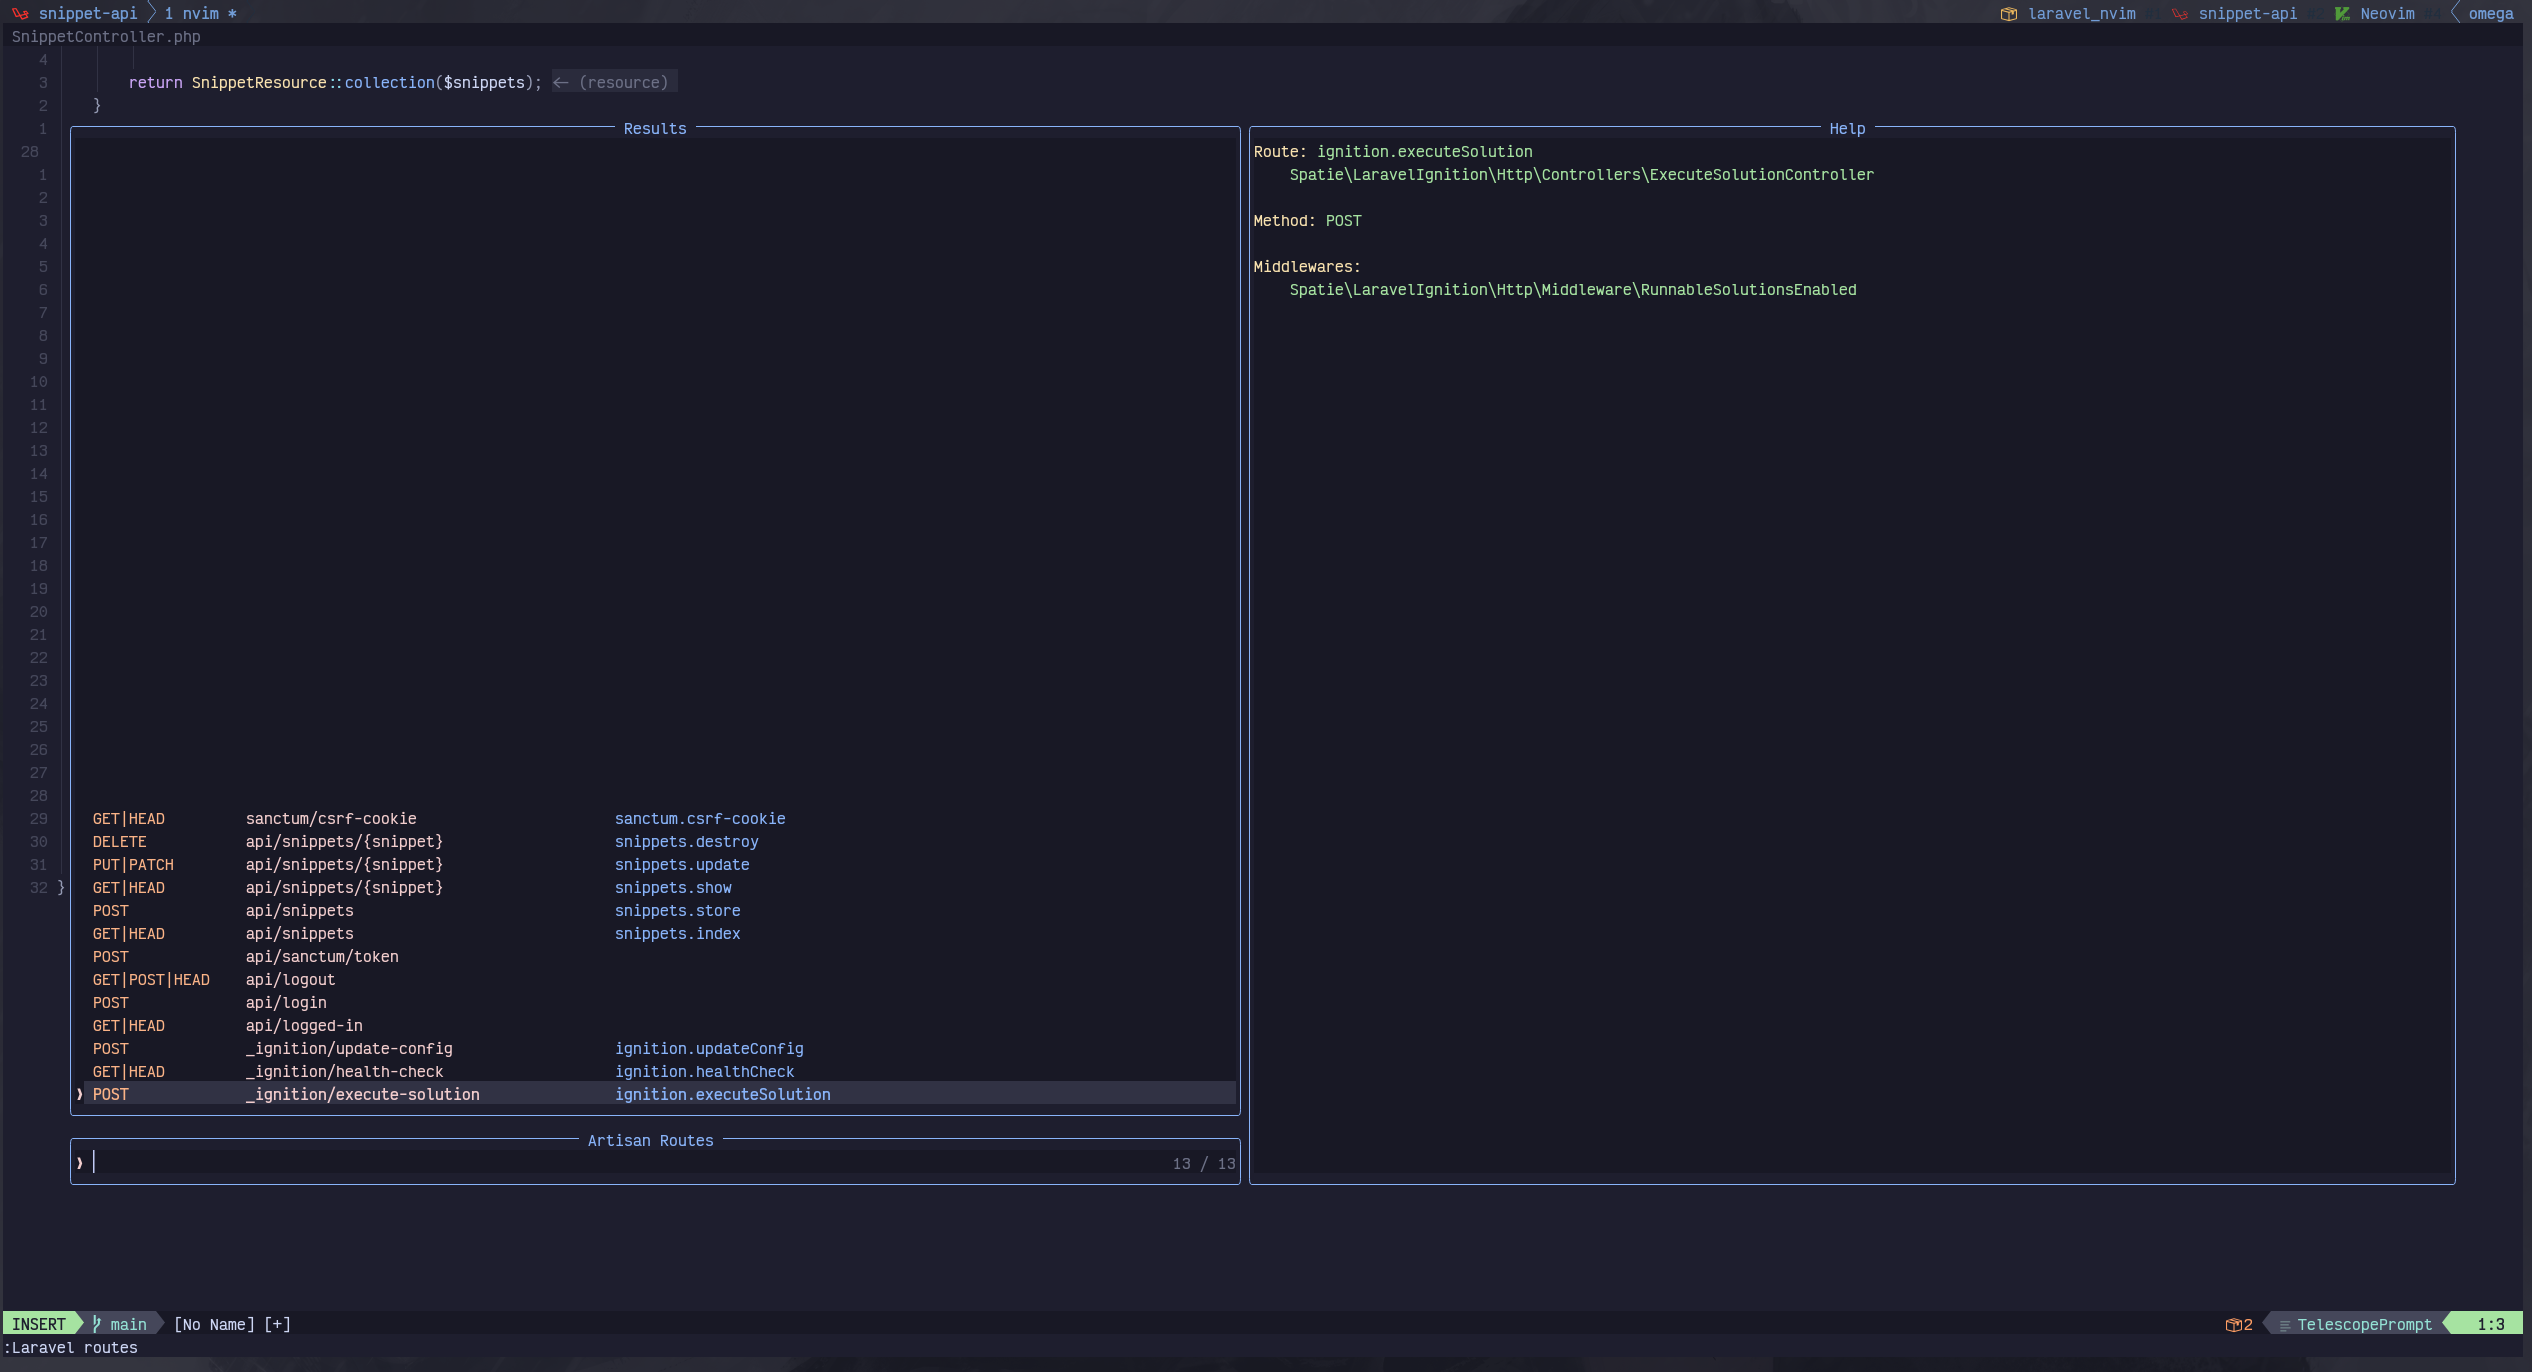 snippet-api 1 nvim * laravel_nvim snippet-api Neovim omega
SnippetController.php
4
3 return SnippetResource::collection($snippets); <- (resource)
2 }
1
28
1
2
3
4
5
6
7
8
9
10
11
12
13
14
15
16
17
18
19
20
21
22
23
24
25
26
27
28
29
30
31
32 }
Results
GET|HEAD sanctum/csrf-cookie sanctum.csrf-cookie
DELETE api/snippets/{snippet} snippets.destroy
PUT|PATCH api/snippets/{snippet} snippets.update
GET|HEAD api/snippets/{snippet} snippets.show
POST api/snippets snippets.store
GET|HEAD api/snippets snippets.index
POST api/sanctum/token
GET|POST|HEAD api/logout
POST api/login
GET|HEAD api/logged-in
POST _ignition/update-config ignition.updateConfig
GET|HEAD _ignition/health-check ignition.healthCheck
POST _ignition/execute-solution ignition.executeSolution
Artisan Routes
13 / 13
Help
Route: ignition.executeSolution
Spatie\LaravelIgnition\Http\Controllers\ExecuteSolutionController
Method: POST
Middlewares:
Spatie\LaravelIgnition\Http\Middleware\RunnableSolutionsEnabled
INSERT main [No Name] [+] 2 TelescopePrompt 1:3
:Laravel routes